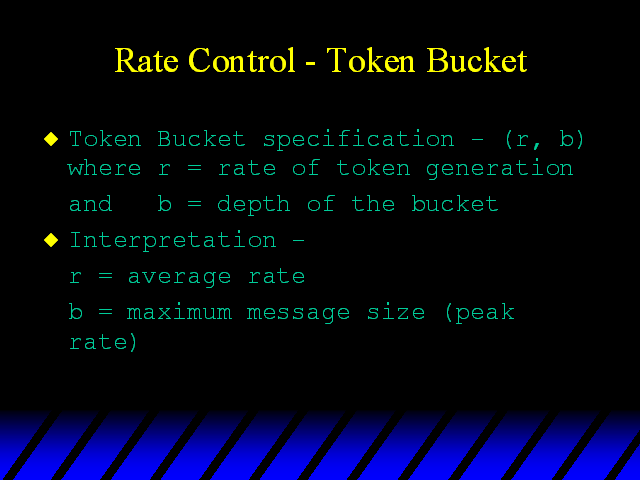 Rate Control - Token Bucket
Token Bucket specification - (r, b)
where r = rate of token generation
and   b = depth of the bucket
Interpretation -
r = average rate
b = maximum message size (peak
rate)